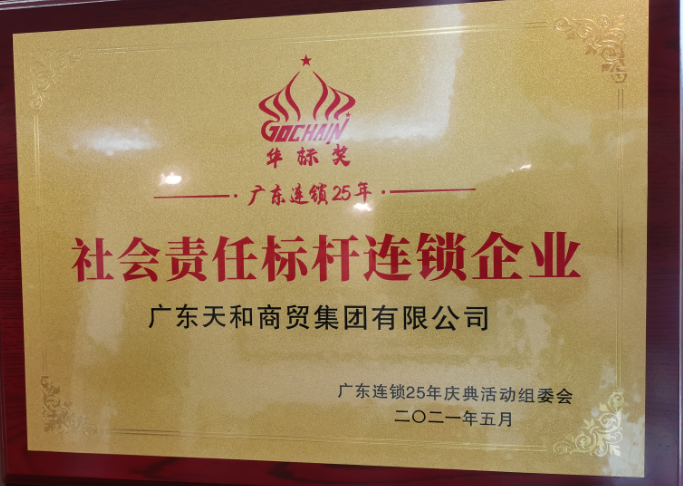 GOCHAIN
华标奖
·广东连锁25年·
社会责任标杆连锁企业
广东天和商贸集团有限公司
广东连锁25年庆典活动组委会
二〇二一年五月